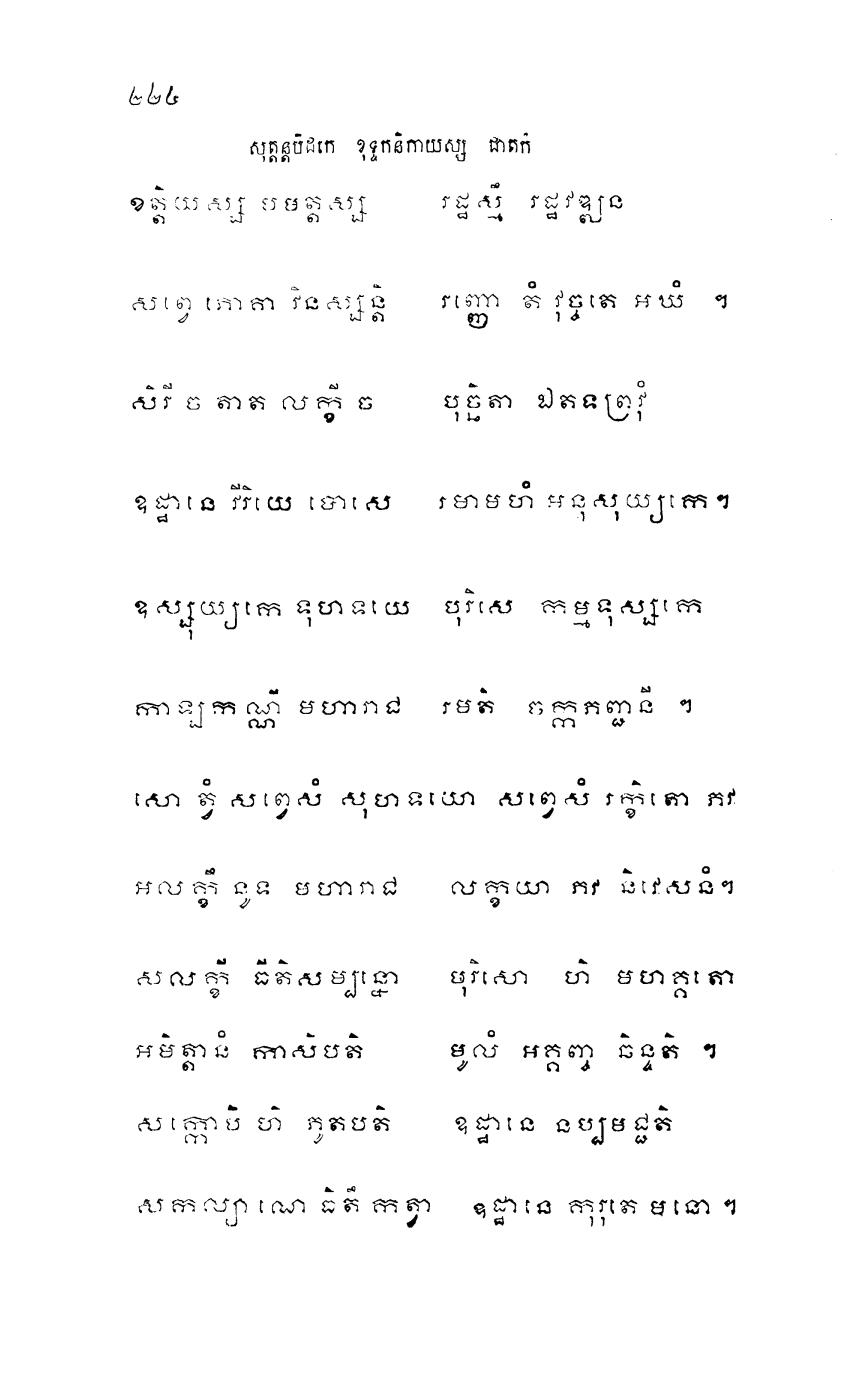 ២២៤
សុត្តន្តបិដកេ ខុទ្ទកនិកាយស្ស ជាតកំ
ខត្តិយស្ស បមត្តស្ស រដ្ឋស្មឹ រដ្ឋវឌ្ឍន
សព្វេ ភោគា វិនស្សន្តិ រញ្ញោ តំ វុច្ចតេ អឃំ ។
សិរី ច តាត លក្ខី ច បុច្ឆិតា ឯតទព្រវុំ
ឧដ្ឋានេ វីរិយេ បោសេ រមាមហំ អនុសុយ្យកេ។
ឧស្សុយ្យកេ ទុហទយេ បុរិសេ កម្មទុស្សកេ
កាឡកណ្ណី មហារាជ រមតិ ចក្កភញ្ជនី ។
សោ ត្វំ សព្វេសំ សុហទយោ សព្វេសំ រក្ខិតោ ភវ
អលក្ខឹ នូទ មហារាជ លក្ខយា ភវ និវេសនំ។
សលក្ខី ធីតិសម្បន្នោ បុរិសោ ហិ មហគ្គតោ
អមិត្តានំ កាសិបតិ មូលំ អគ្គញ្ច ឆិន្ទតិ ។
សក្កោបិ ហិ ភូតបតិ ឧដ្ឋានេ នប្បមជ្ជតិ
សកល្យាណេ ធិតឹ កត្វា ឧដ្ឋានេ កុរុតេ មនោ។